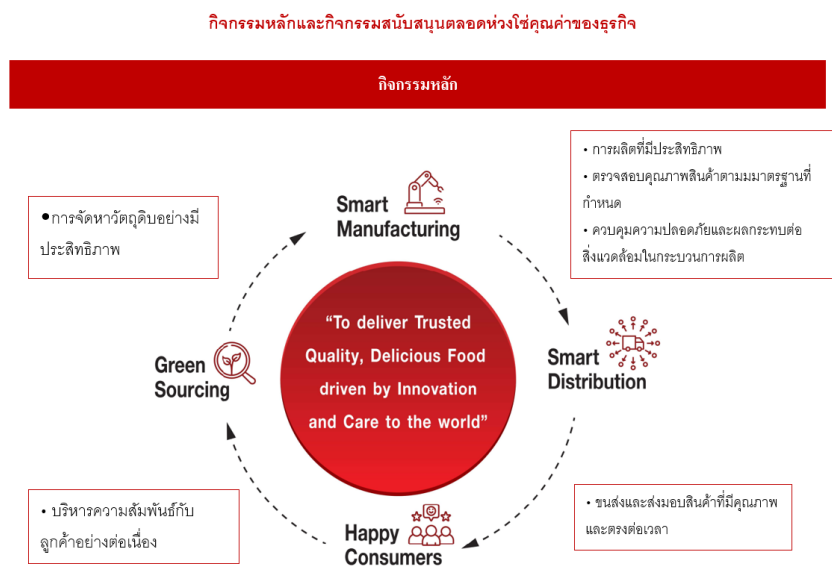 กิจกรรมหลักและกิจกรรมสนับสนุนตลอดห่วงโซ่คุณค่าของธุรกิจ
กิจกรรมหลัก
• การผลิตที่มีประสิทธิภาพ
• ตรวจสอบคุณภาพสินค้าตามมมาตรฐานที่
กำหนด
• ควบคุมความปลอดภัยและผลกระทบต่อ
สิ่งแวดล้อมในกระบวนการผลิต
•การจัดหาวัตถุดิบอย่างมี
ประสิทธิภาพ
Smart
Manufacturing
“To deliver Trusted
Quality, Delicious Food
driven by Innovation
and Care to the world”
Green
Sourcing
Smart
Distribution
• บริหารความสัมพันธ์กับ
ลูกค้าอย่างต่อเนื่อง
Happy
Consumers
• ขนส่งและส่งมอบสินค้าที่มีคุณภาพ
และตรงต่อเวลา